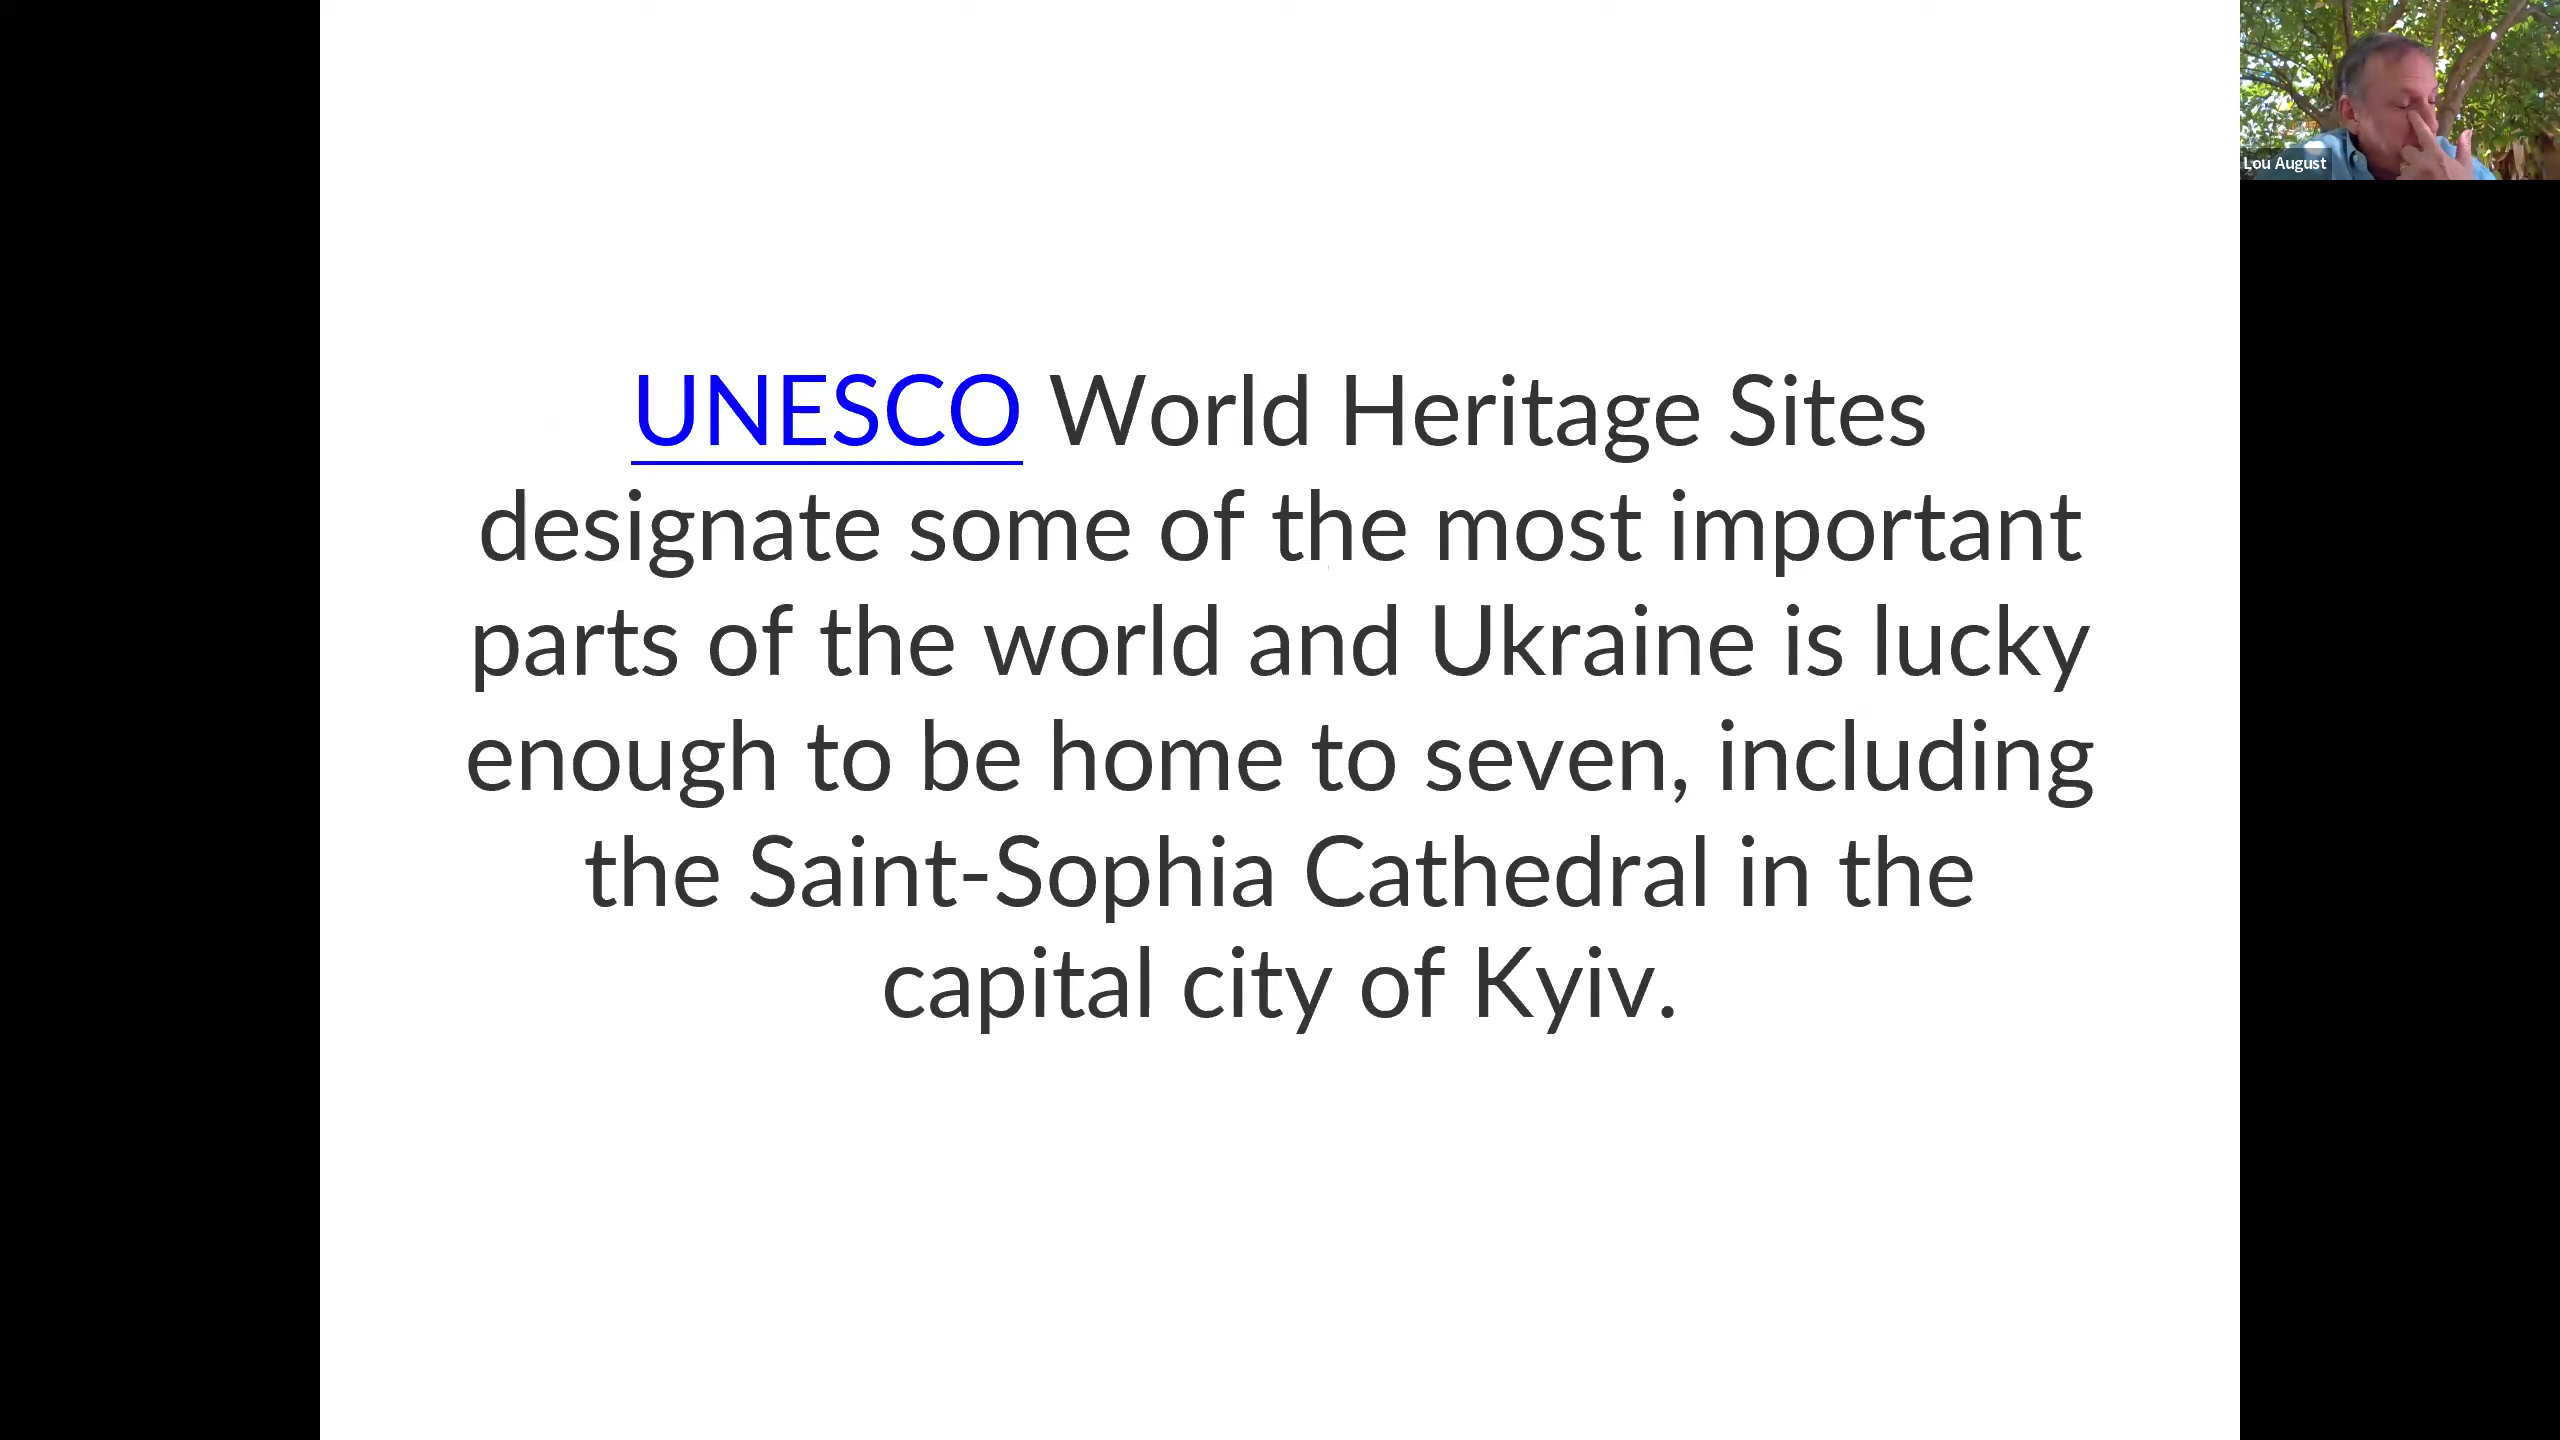 UNESCO World Heritage Sites
designate some of the most important
parts of the world and Ukraine is lucky
enough to be home to seven, including
the Saint-Sophia Cathedral in the
capital city of Kyiv.
Lou August